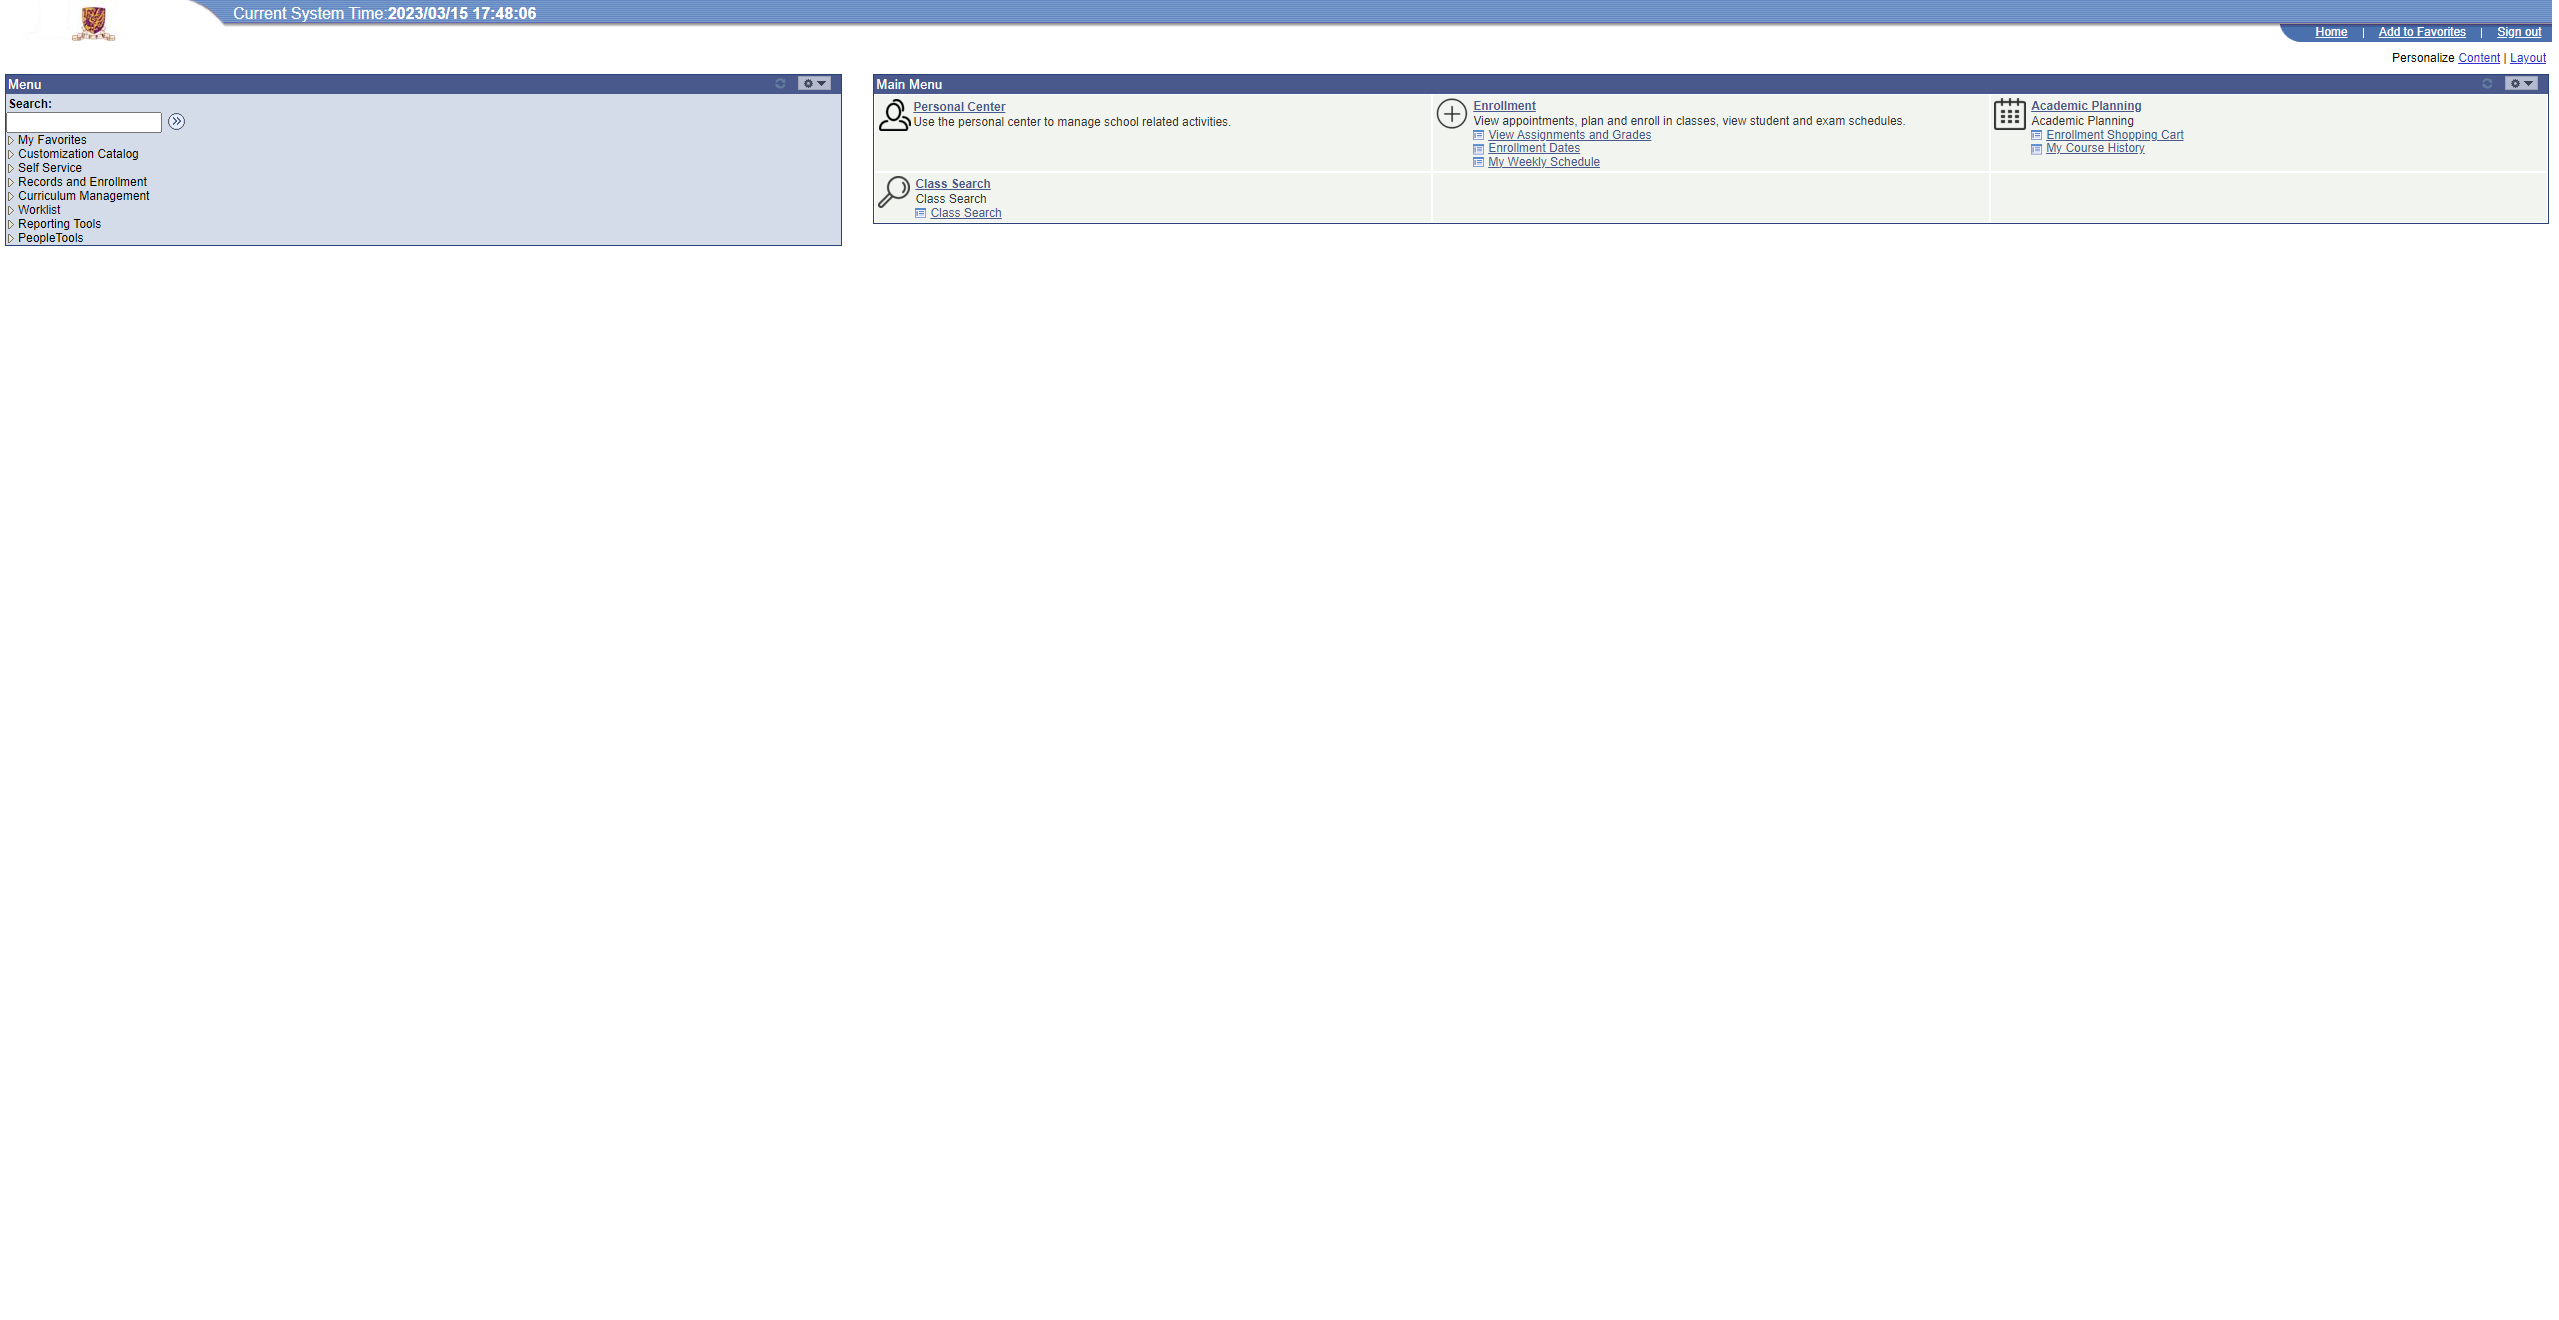 Current System Time:2023/03/15 17:48:06
Home | Add to Favorites | Sign out
Personalize Content | Layout
Menu
Search:
My Favorites
Customization Catalog
Self Service
Records and Enrollment
Curriculum Management
Worklist
Reporting Tools
PeopleTools
Main Menu
Personal Center
Use the personal center to manage school related activities.
Enrollment
View appointments, plan and enroll in classes, view student and exam schedules.
View Assignments and Grades
Enrollment Dates
My Weekly Schedule
Academic Planning
Academic Planning
Enrollment Shopping Cart
My Course History
Class Search
Class Search
Class Search